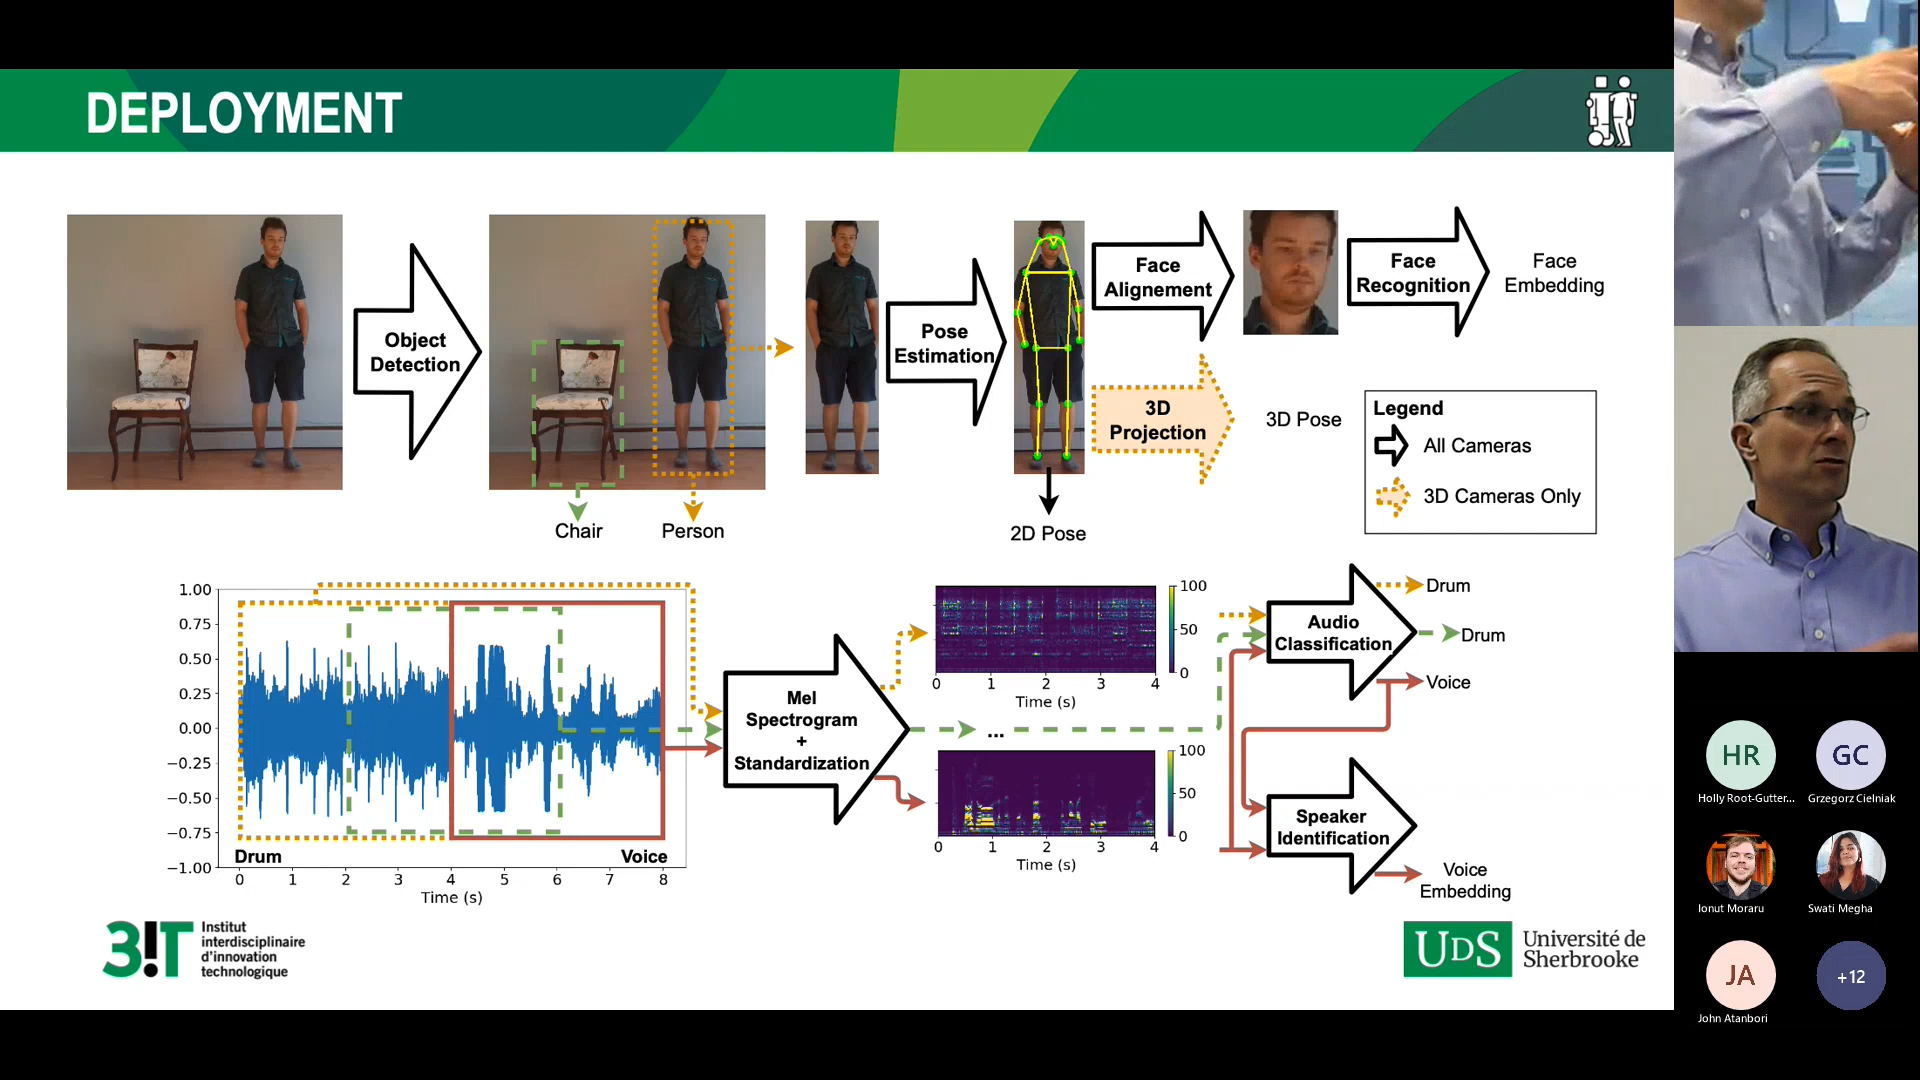 DEPLOYMENT
Object
Detection
Chair
Person
Pose
Estimation
2D Pose
Face
Alignement
Face
Recognition
Face
Embedding
3D
Projection
3D Pose
Legend
All Cameras
3D Cameras Only
1.00
0.75
0.50
0.25
0.00
−0.25
−0.50
−0.75
−1.00
Drum
Voice
0 1 2 3 4 5 6 7 8
Time (s)
Mel
Spectrogram
+
Standardization
100
50
0
0 1 2 3 4
Time (s)
...
100
50
0
0 1 2 3 4
Time (s)
Audio
Classification
Drum
Drum
Voice
Speaker
Identification
Voice
Embedding
3!T
Institut
interdisciplinaire
d'innovation
technologique
UDS
Université de
Sherbrooke
HR
Holly Root-Gutter...
GC
Grzegorz Cielniak
Ionut Moraru
Swati Megha
JA
John Atanbori
+12